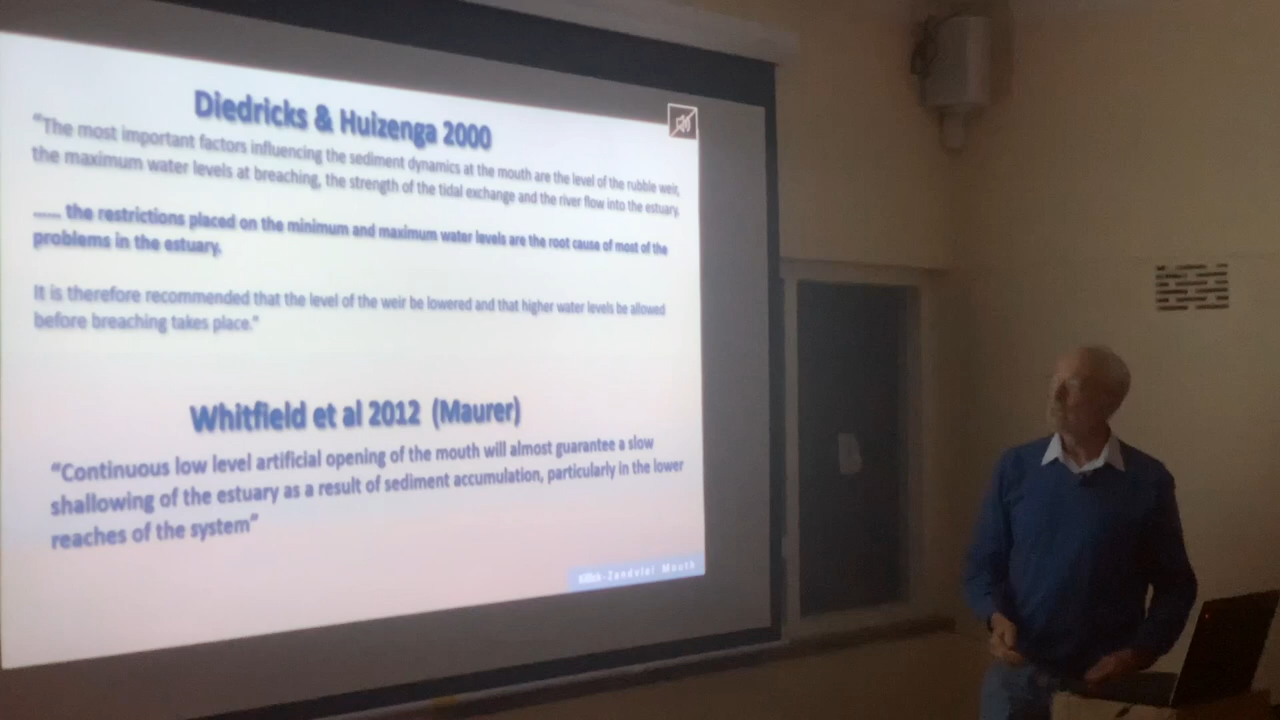 Diedricks & Huizenga 2000
“The most important factors influencing the sediment dynamics at the mouth are the level of the rubble weir,
the maximum water levels at breaching, the strength of the tidal exchange and the river flow into the estuary.
...... the restrictions placed on the minimum and maximum water levels are the root cause of most of the
problems in the estuary.
It is therefore recommended that the level of the weir be lowered and that higher water levels be allowed
before breaching takes place.”
Whitfield et al 2012 (Maurer)
“Continuous low level artificial opening of the mouth will almost guarantee a slow
shallowing of the estuary as a result of sediment accumulation, particularly in the lower
reaches of the system”
-Zandvlei Mouth